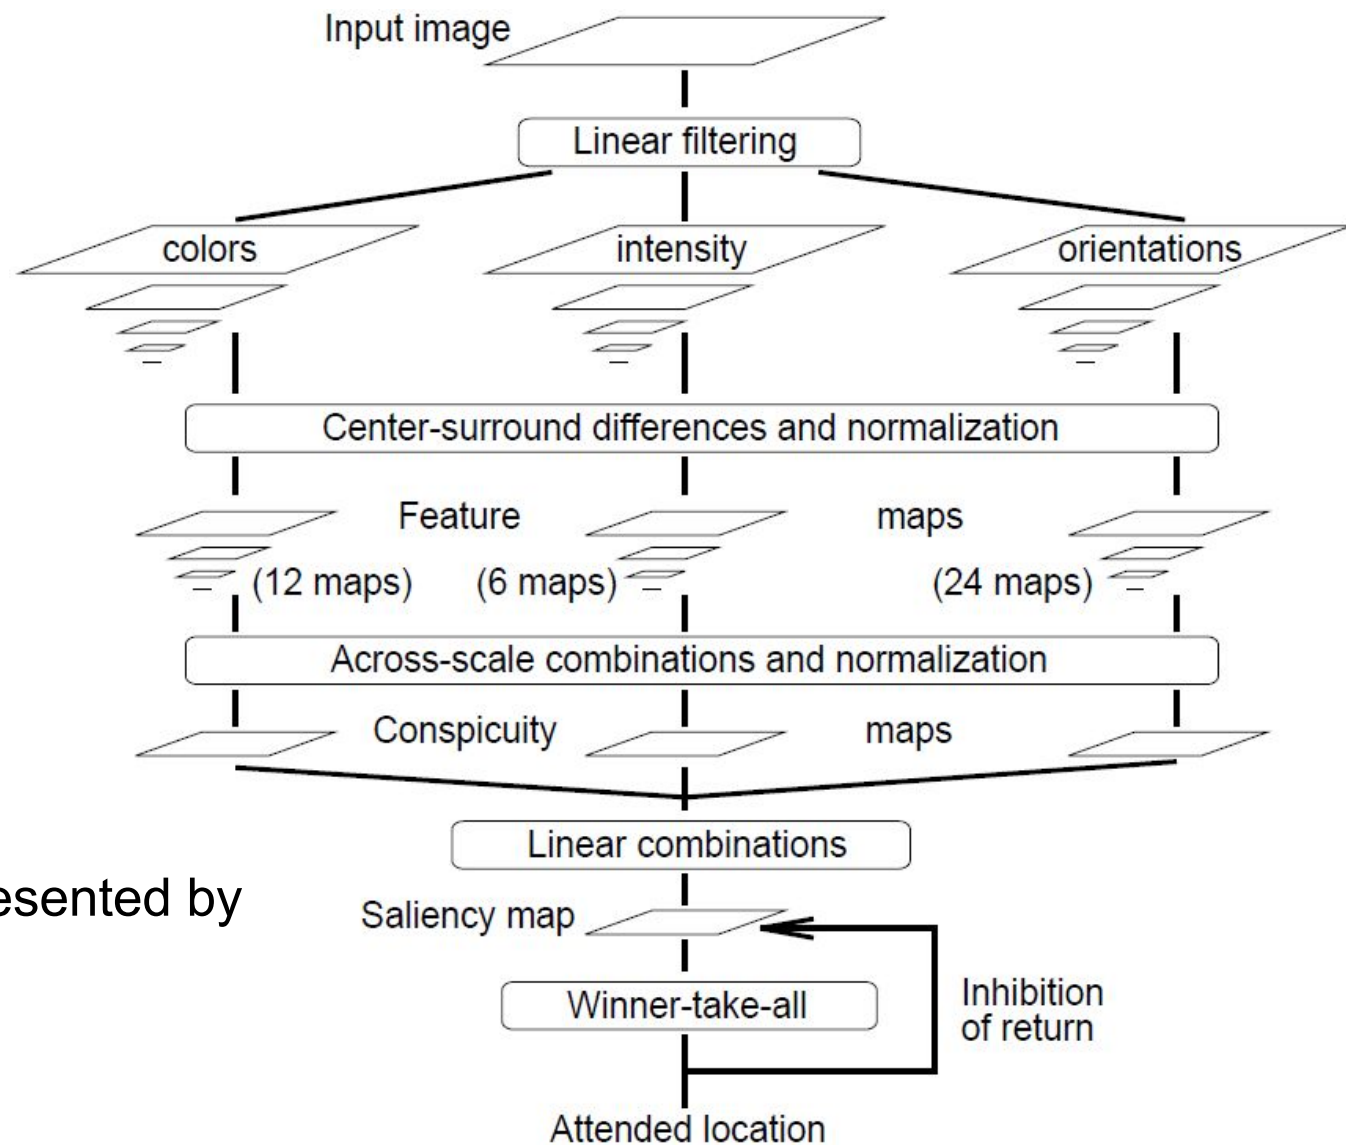 Input image
Linear filtering
colors intensity orientations
Center-surround differences and normalization
Feature maps
(12 maps) (6 maps) (24 maps)
Across-scale combinations and normalization
Conspicuity maps
Linear combinations
esented by
Saliency map
Winner-take-all
Inhibition
of return
Attended location